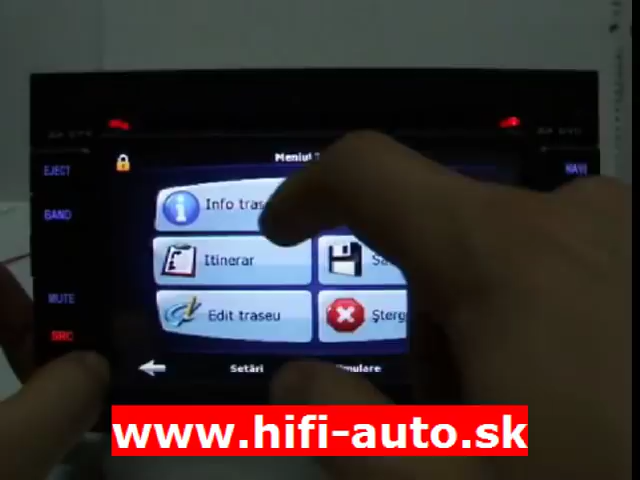 EJECT
BAND
MUTE
SRC
NAVI
Meniul
Info tras
Itinerar
Edit traseu
Şterg
Setări
mulare
www.hifi-auto.sk